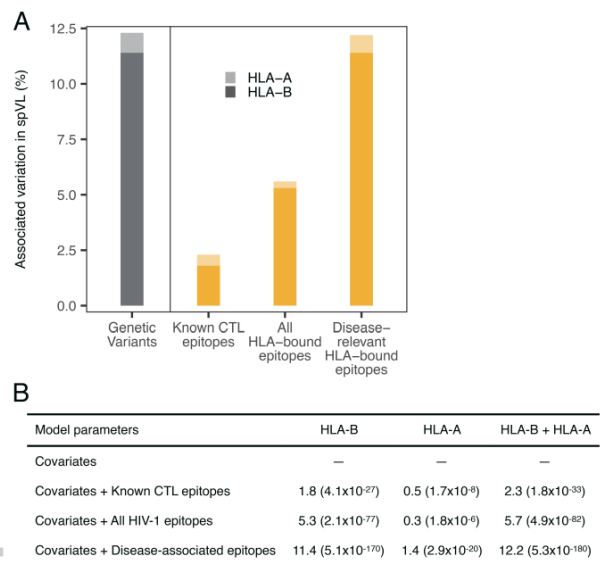 A
Associated variation in spVL (%)
12.5
10.0
7.5
5.0
2.5
0.0
HLA−A
HLA−B
Genetic
Variants
Known CTL
epitopes
All
HLA−bound
epitopes
Disease−
relevant
HLA−bound
epitopes
B
Model parameters HLA-B HLA-A HLA-B + HLA-A
Covariates — — —
Covariates + Known CTL epitopes 1.8 (4.1x10-27) 0.5 (1.7x10-8) 2.3 (1.8x10-33)
Covariates + All HIV-1 epitopes 5.3 (2.1x10-77) 0.3 (1.8x10-6) 5.7 (4.9x10-82)
Covariates + Disease-associated epitopes 11.4 (5.1x10-170) 1.4 (2.9x10-20) 12.2 (5.3x10-180)